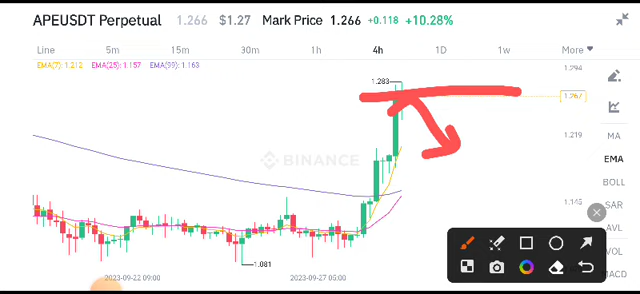 APEUSDT Perpetual 1.266 $1.27 Mark Price 1.266 +0.118 +10.28%
Line 5m 15m 30m 1h 4h 1D 1w More
EMA(7): 1.212 EMA(25): 1.157 EMA(99): 1.163
1.294
1.283
1.267
MA
1.219
EMA
BINANCE
BOLL
1.145
SAR
AVL
VOL
1.081
MACD
2023-09-22 09:00 2023-09-27 05:00